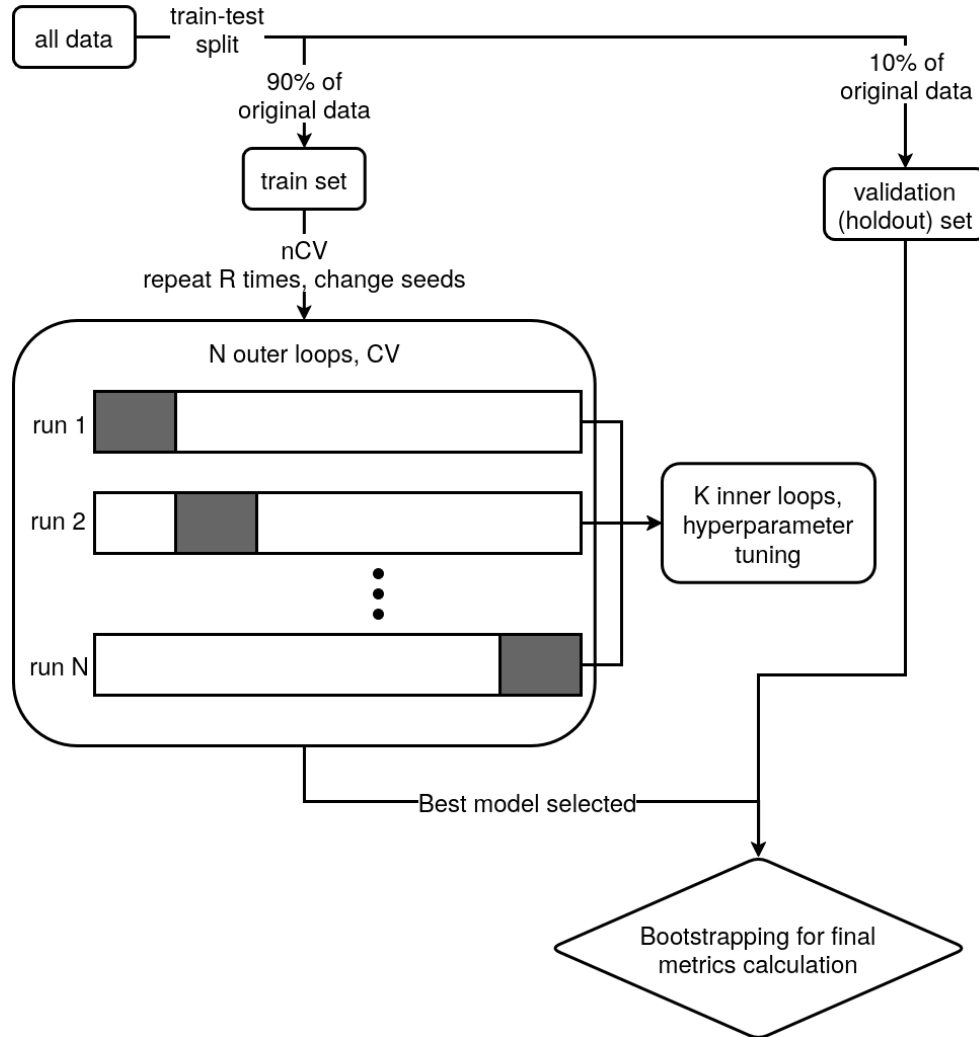 all data
train-test
split
90% of
original data
10% of
original data
train set
validation
(holdout) set
nCV
repeat R times, change seeds
N outer loops, CV
run 1
run 2
run N
K inner loops,
hyperparameter
tuning
Best model selected
Bootstrapping for final
metrics calculation